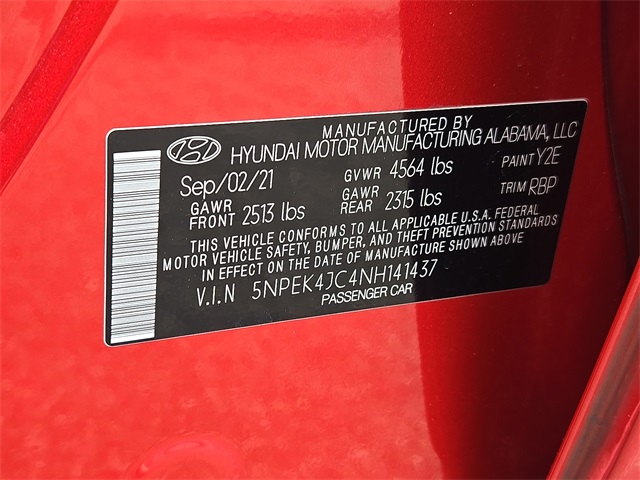 MANUFACTURED BY
HYUNDAI MOTOR MANUFACTURING ALABAMA, LLC
Sep/02/21 GVWR 4564 lbs PAINT Y2E
GAWR FRONT 2513 lbs GAWR REAR 2315 lbs TRIM RBP
THIS VEHICLE CONFORMS TO ALL APPLICABLE U.S.A. FEDERAL
MOTOR VEHICLE SAFETY, BUMPER, AND THEFT PREVENTION STANDARDS
IN EFFECT ON THE DATE OF MANUFACTURE SHOWN ABOVE
V.I.N 5NPEK4JC4NH141437
PASSENGER CAR